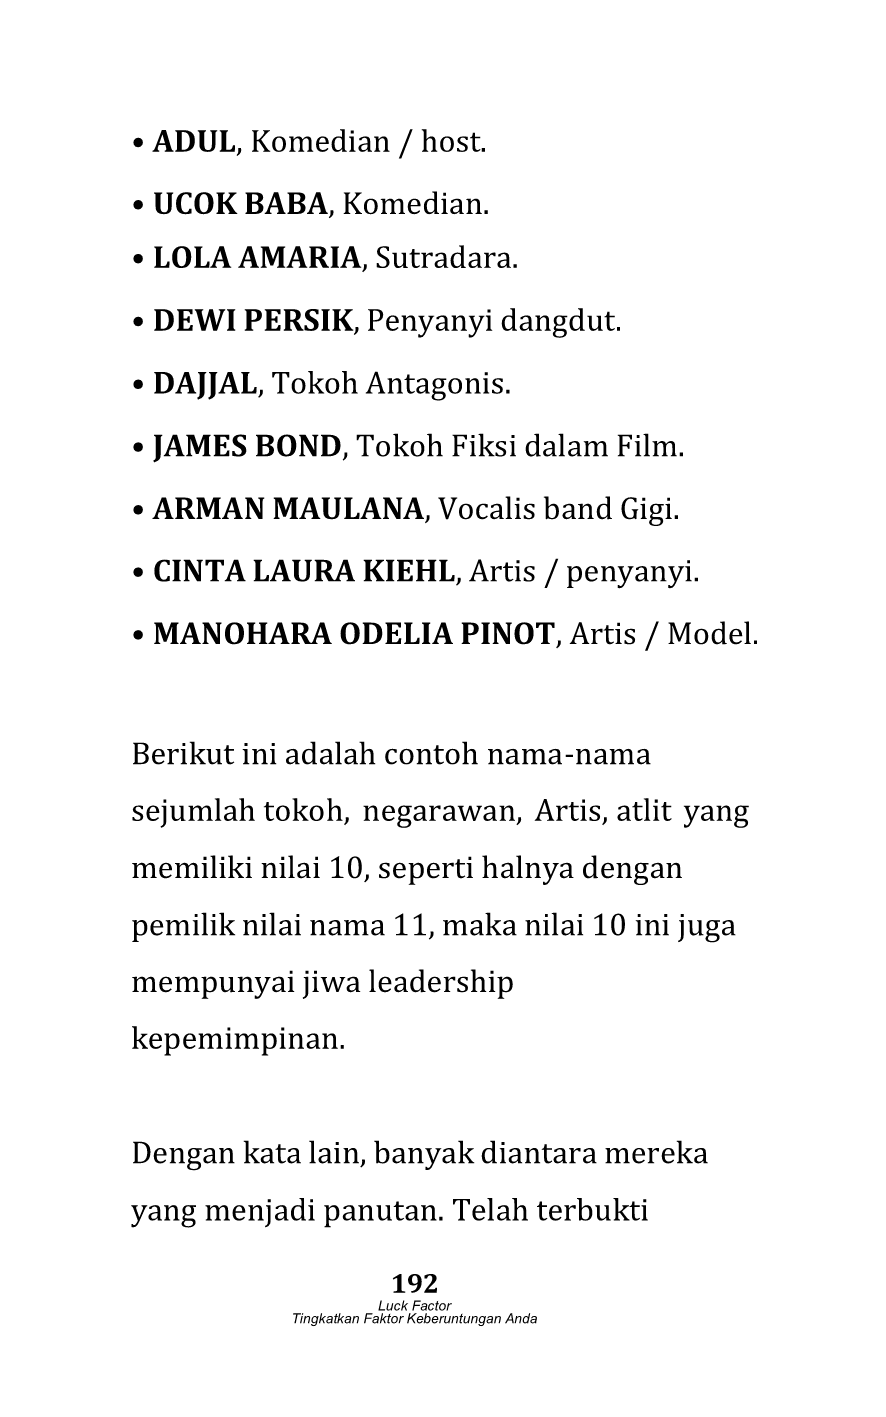 • ADUL, Komedian / host.
• UCOK BABA, Komedian.
• LOLA AMARIA, Sutradara.
• DEWI PERSIK, Penyanyi dangdut.
• DAJJAL, Tokoh Antagonis.
• JAMES BOND, Tokoh Fiksi dalam Film.
• ARMAN MAULANA, Vocalis band Gigi.
• CINTA LAURA KIEHL, Artis / penyanyi.
• MANOHARA ODELIA PINOT, Artis / Model.
Berikut ini adalah contoh nama-nama
sejumlah tokoh, negarawan, Artis, atlit yang
memiliki nilai 10, seperti halnya dengan
pemilik nilai nama 11, maka nilai 10 ini juga
mempunyai jiwa leadership
kepemimpinan.
Dengan kata lain, banyak diantara mereka
yang menjadi panutan. Telah terbukti
192
Luck Factor
Tingkatkan Faktor Keberuntungan Anda